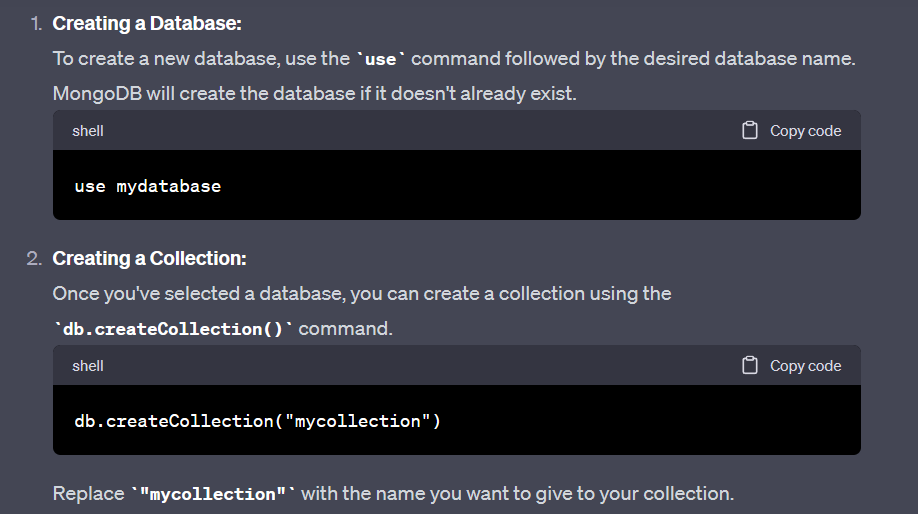 1. Creating a Database:
To create a new database, use the `use` command followed by the desired database name.
MongoDB will create the database if it doesn't already exist.
shell Copy code
use mydatabase
2. Creating a Collection:
Once you've selected a database, you can create a collection using the
`db.createCollection()` command.
shell Copy code
db.createCollection("mycollection")
Replace `"mycollection"` with the name you want to give to your collection.